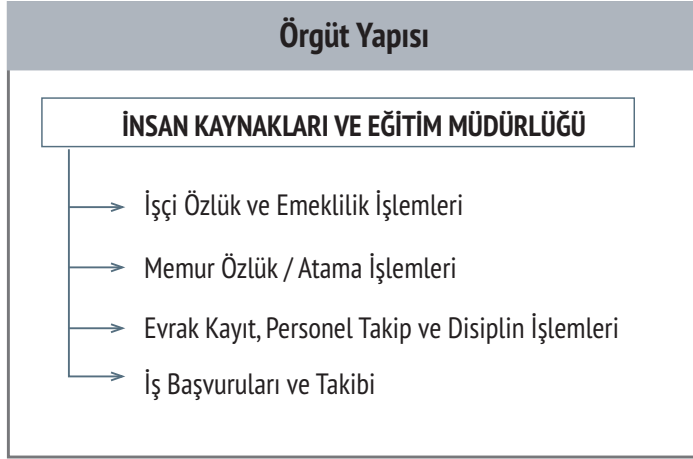 Örgüt Yapısı
İNSAN KAYNAKLARI VE EĞİTİM MÜDÜRLÜĞÜ
İşçi Özlük ve Emeklilik İşlemleri
Memur Özlük / Atama İşlemleri
Evrak Kayıt, Personel Takip ve Disiplin İşlemleri
İş Başvuruları ve Takibi